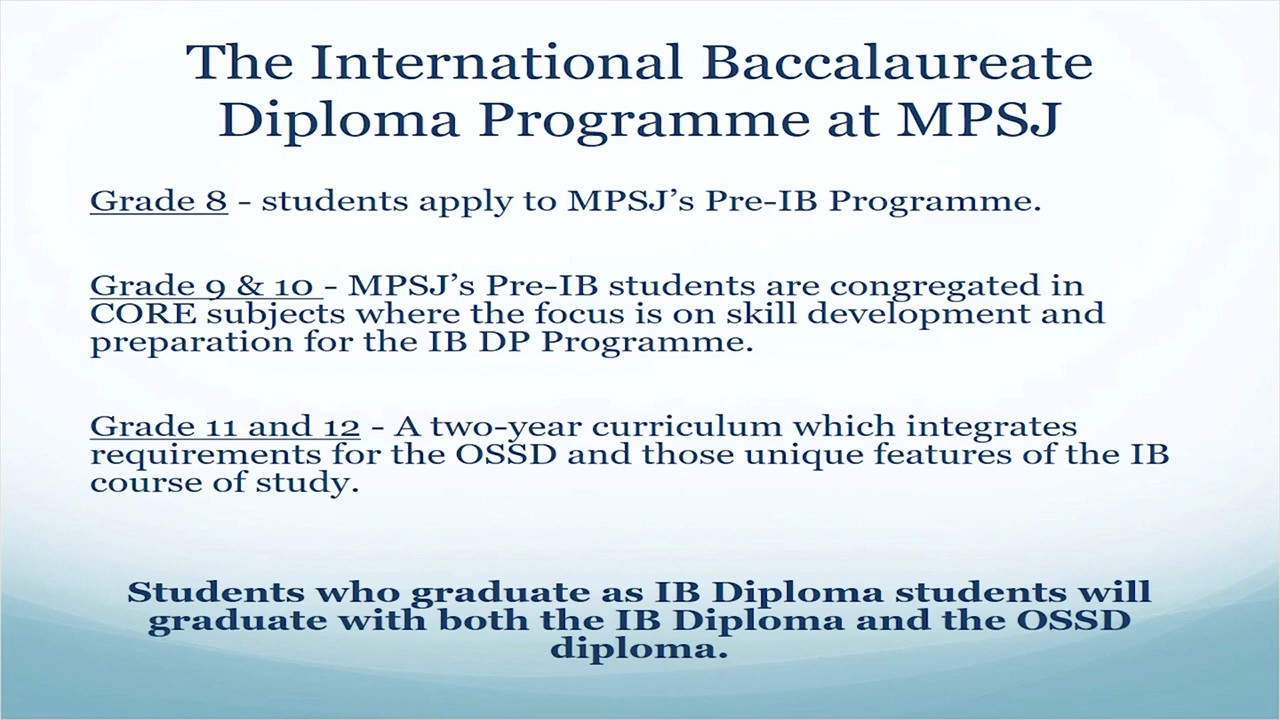 The International Baccalaureate
Diploma Programme at MPSJ
Grade 8 - students apply to MPSJ’s Pre-IB Programme.
Grade 9 & 10 - MPSJ’s Pre-IB students are congregated in
CORE subjects where the focus is on skill development and
preparation for the IB DP Programme.
Grade 11 and 12 - A two-year curriculum which integrates
requirements for the OSSD and those unique features of the IB
course of study.
Students who graduate as IB Diploma students will
graduate with both the IB Diploma and the OSSD
diploma.